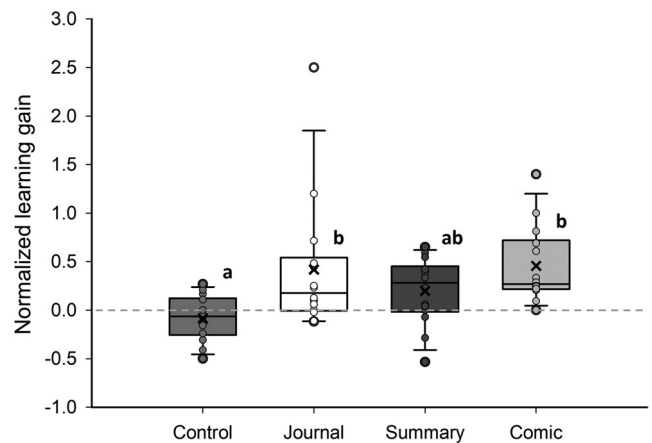 Normalized learning gain
3.0
2.5
2.0
1.5
1.0
0.5
0.0
-0.5
-1.0
a
b
ab
b
Control Journal Summary Comic